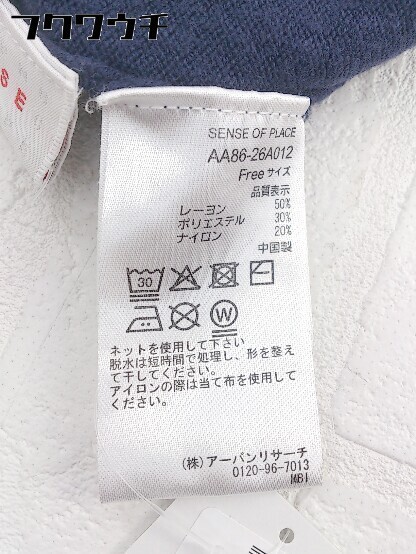 フクワウチ
SE
SENSE OF PLACE
AA86-26A012
Free サイズ
品質表示
レーヨン 50%
ポリエステル 30%
ナイロン 20%
中国製
30
W
ネットを使用して下さい
脱水は短時間で処理し、形を整え
て干してください。
アイロンの際は当て布を使用して
ください。
(株)アーバンリサーチ
0120-96-7013
MBI